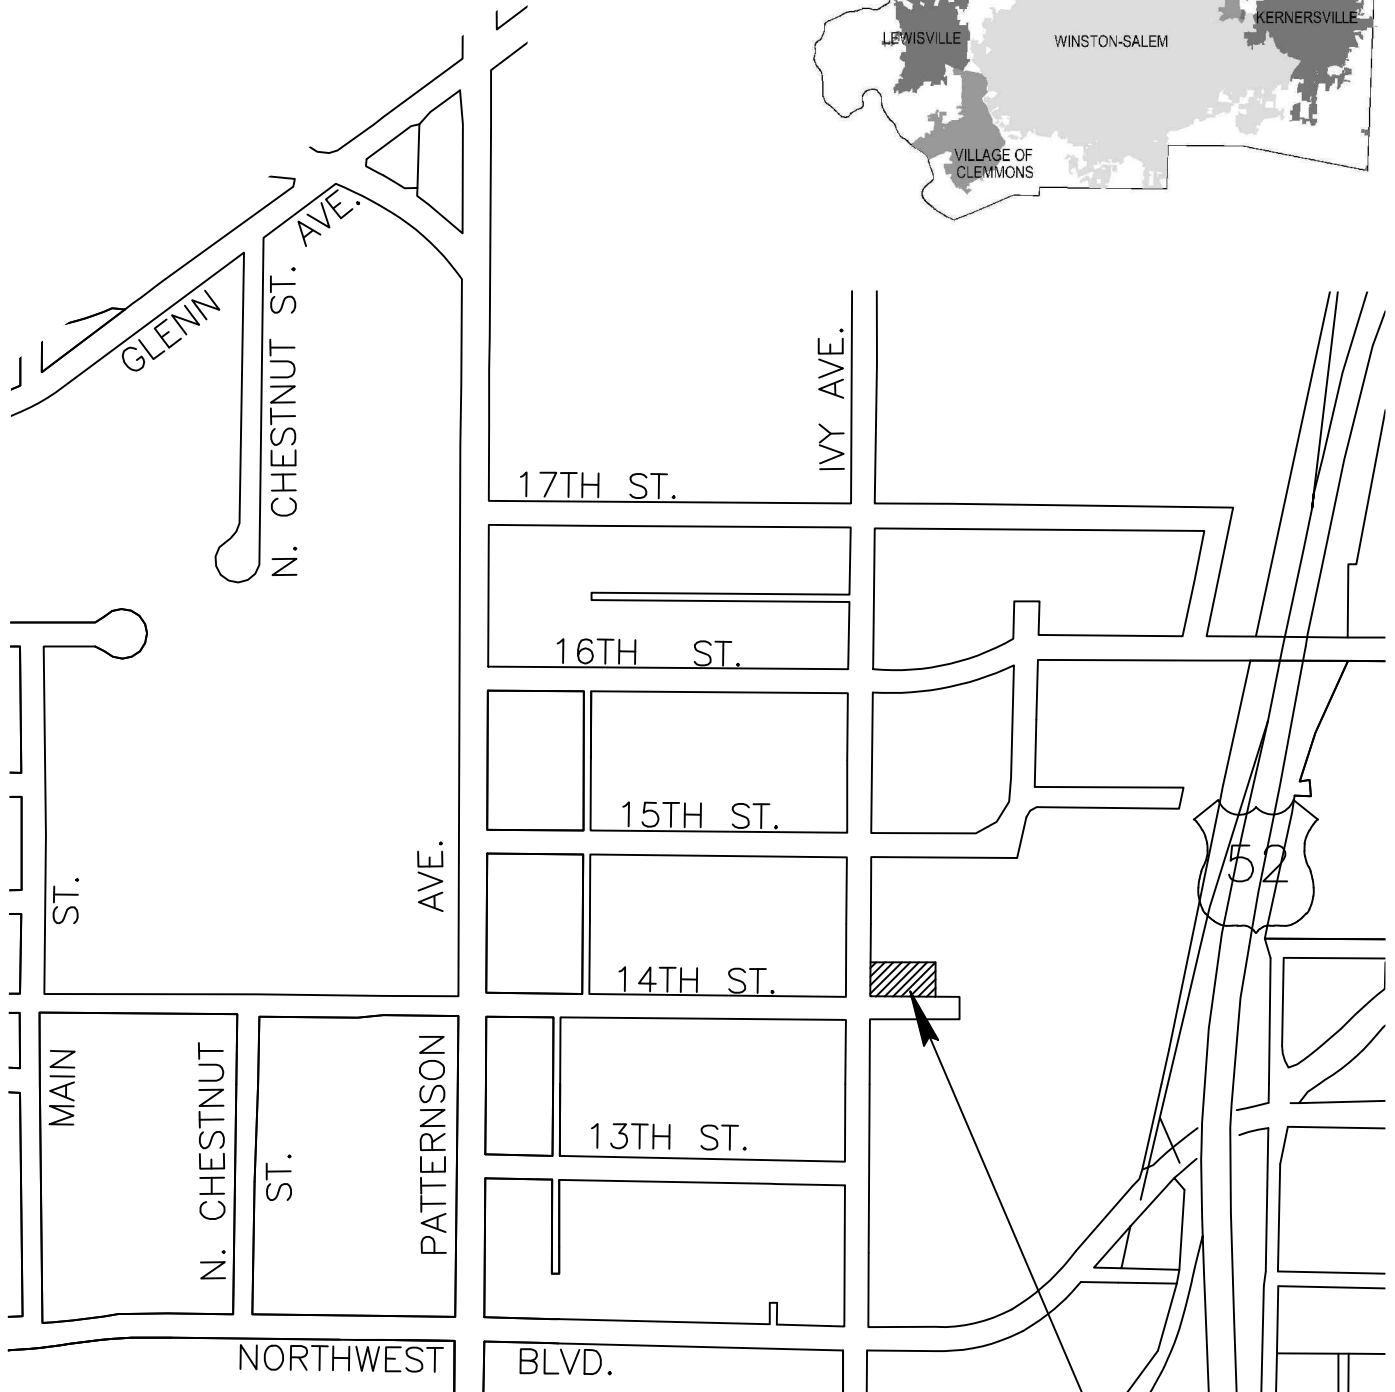 LEWISVILLE
WINSTON-SALEM
KERNERSVILLE
VILLAGE OF
CLEMMONS
GLENN AVE.
N. CHESTNUT ST.
IVY AVE.
17TH ST.
16TH ST.
15TH ST.
52
14TH ST.
13TH ST.
MAIN ST.
N. CHESTNUT ST.
PATTERNSON AVE.
NORTHWEST BLVD.